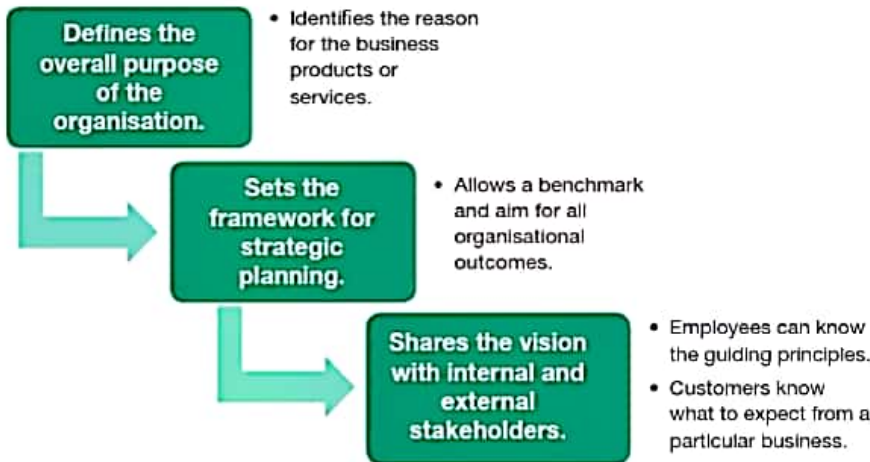 Defines the
overall purpose
of the
organisation.
• Identifies the reason
for the business
products or
services.
Sets the
framework for
strategic
planning.
• Allows a benchmark
and aim for all
organisational
outcomes.
Shares the vision
with internal and
external
stakeholders.
• Employees can know
the guiding principles.
• Customers know
what to expect from a
particular business.